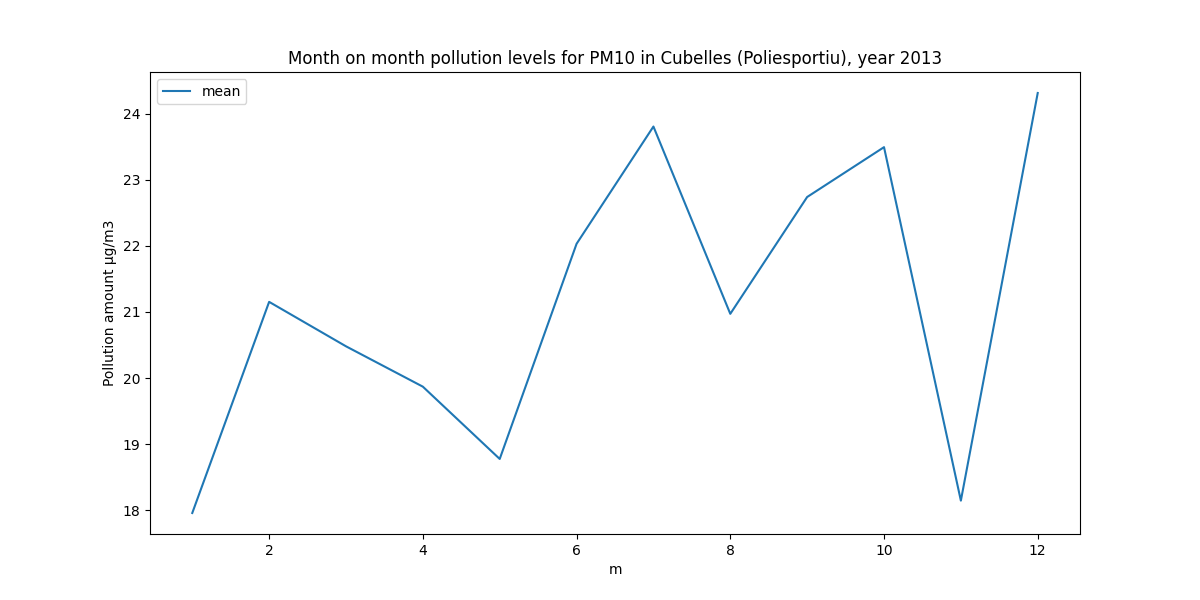 Month on month pollution levels for PM10 in Cubelles (Poliesportiu), year 2013
mean
Pollution amount µg/m3
24
23
22
21
20
19
18
2 4 6 8 10 12
m